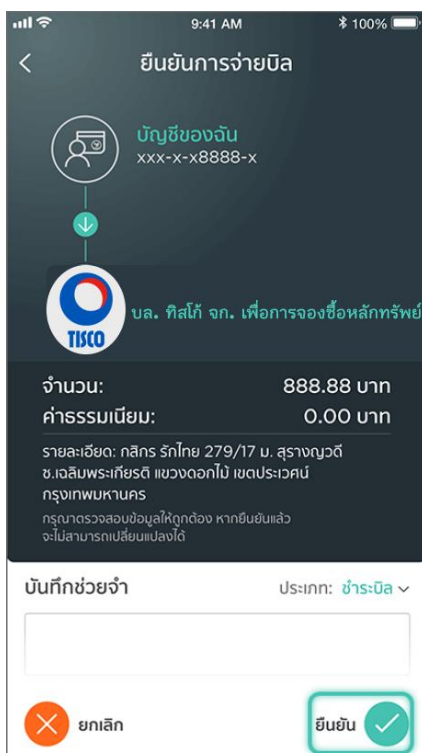 9:41 AM
100%
ยืนยันการจ่ายบิล
บัญชีของฉัน
xxx-x-x8888-x
TISCO
บล. ทิสโก้ จก. เพื่อการจองซื้อหลักทรัพย์
จำนวน: 888.88 บาท
ค่าธรรมเนียม: 0.00 บาท
รายละเอียด: กสิกร รักไทย 279/17 ม. สุรางญวดี
ซ.เฉลิมพระเกียรติ แขวงดอกไม้ เขตประเวศน์
กรุงเทพมหานคร
กรุณาตรวจสอบข้อมูลให้ถูกต้อง หากยืนยันแล้ว
จะไม่สามารถเปลี่ยนแปลงได้
บันทึกช่วยจำ ประเภท: ชำระบิล
ยกเลิก ยืนยัน